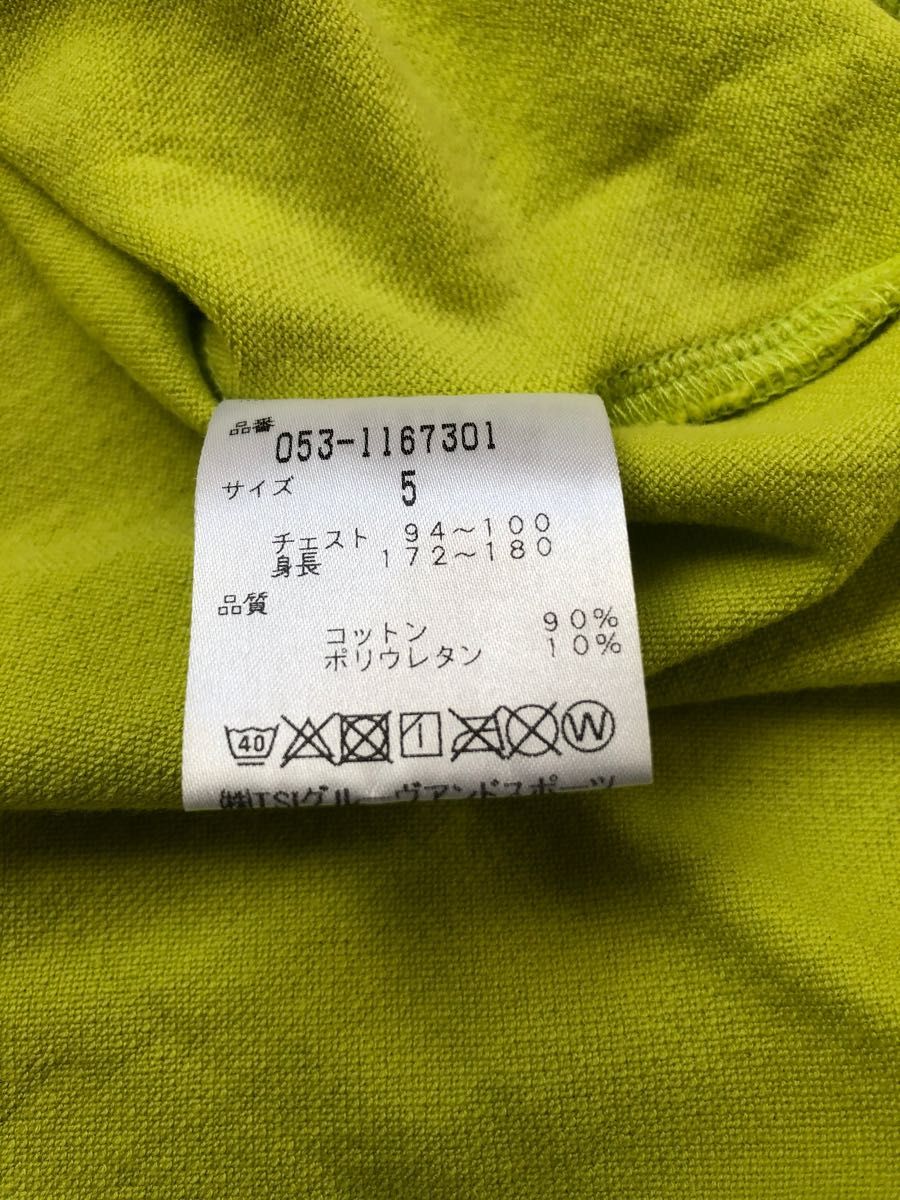 品番
053-1167301
サイズ 5
チェスト 94～100
身長 172～180
品質
コットン 90%
ポリウレタン 10%
40 W
㈱TSIグルーヴアンドスポーツ